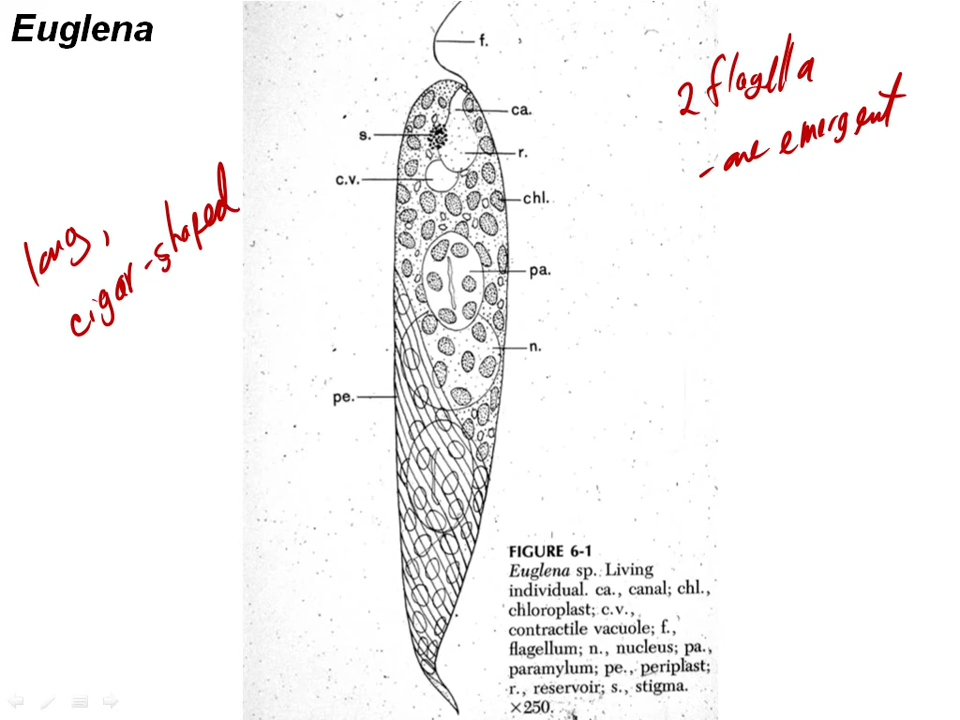 Euglena
f.
ca.
s.
r.
c.v.
chl.
pa.
n.
pe.
2 flagella
- one emergent
long,
cigar-shaped
FIGURE 6-1
Euglena sp. Living
individual. ca., canal; chl.,
chloroplast; c.v.,
contractile vacuole; f.,
flagellum; n., nucleus; pa.,
paramylum; pe., periplast;
r., reservoir; s., stigma.
×250.